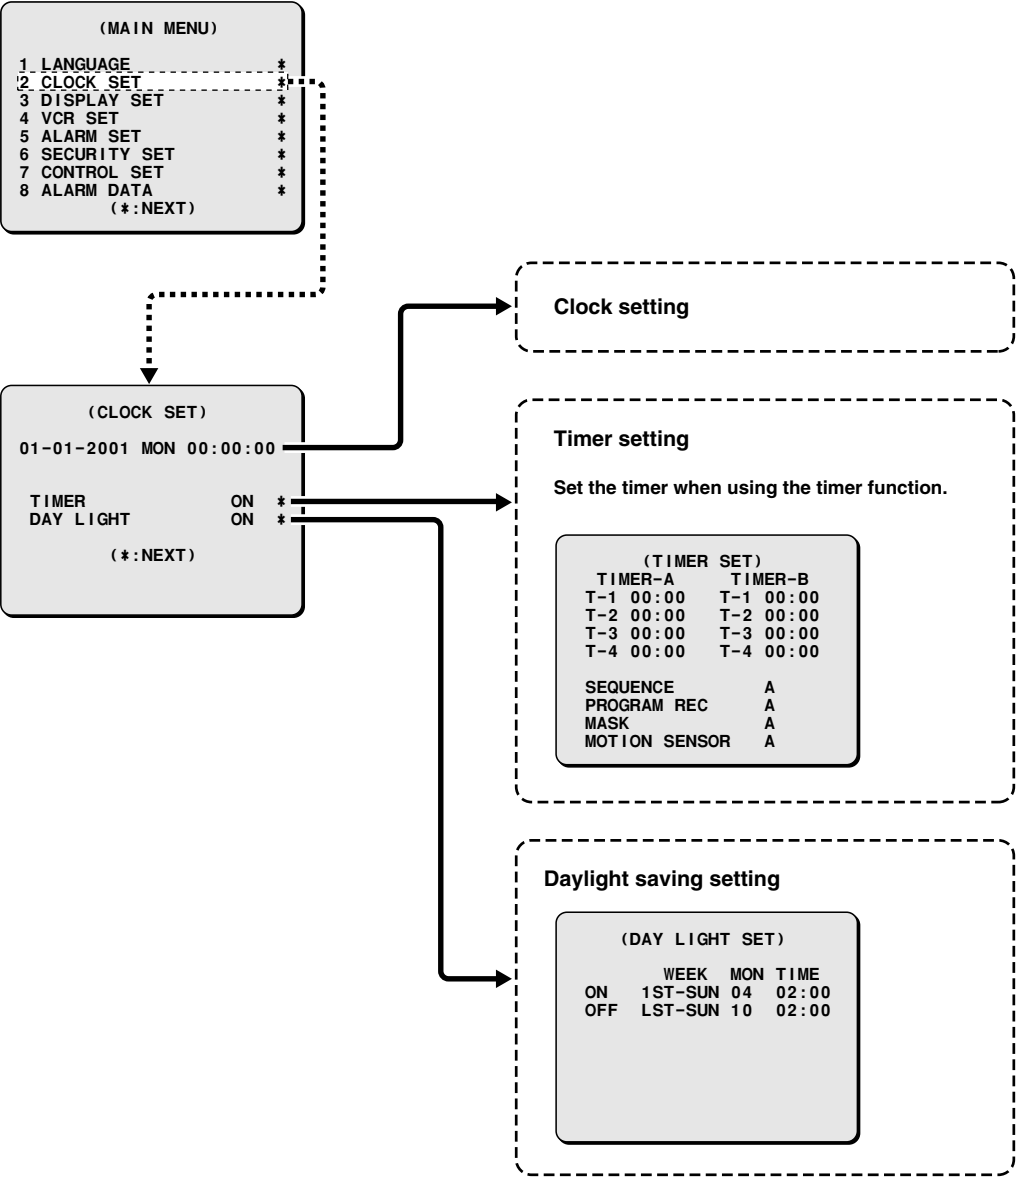 (MAIN MENU)
1 LANGUAGE *
2 CLOCK SET *
3 DISPLAY SET *
4 VCR SET *
5 ALARM SET *
6 SECURITY SET *
7 CONTROL SET *
8 ALARM DATA *
(*:NEXT)
(CLOCK SET)
01-01-2001 MON 00:00:00
TIMER ON *
DAY LIGHT ON *
(*:NEXT)
Clock setting
Timer setting
Set the timer when using the timer function.
(TIMER SET)
TIMER-A TIMER-B
T-1 00:00 T-1 00:00
T-2 00:00 T-2 00:00
T-3 00:00 T-3 00:00
T-4 00:00 T-4 00:00
SEQUENCE A
PROGRAM REC A
MASK A
MOTION SENSOR A
Daylight saving setting
(DAY LIGHT SET)
WEEK MON TIME
ON 1ST-SUN 04 02:00
OFF LST-SUN 10 02:00